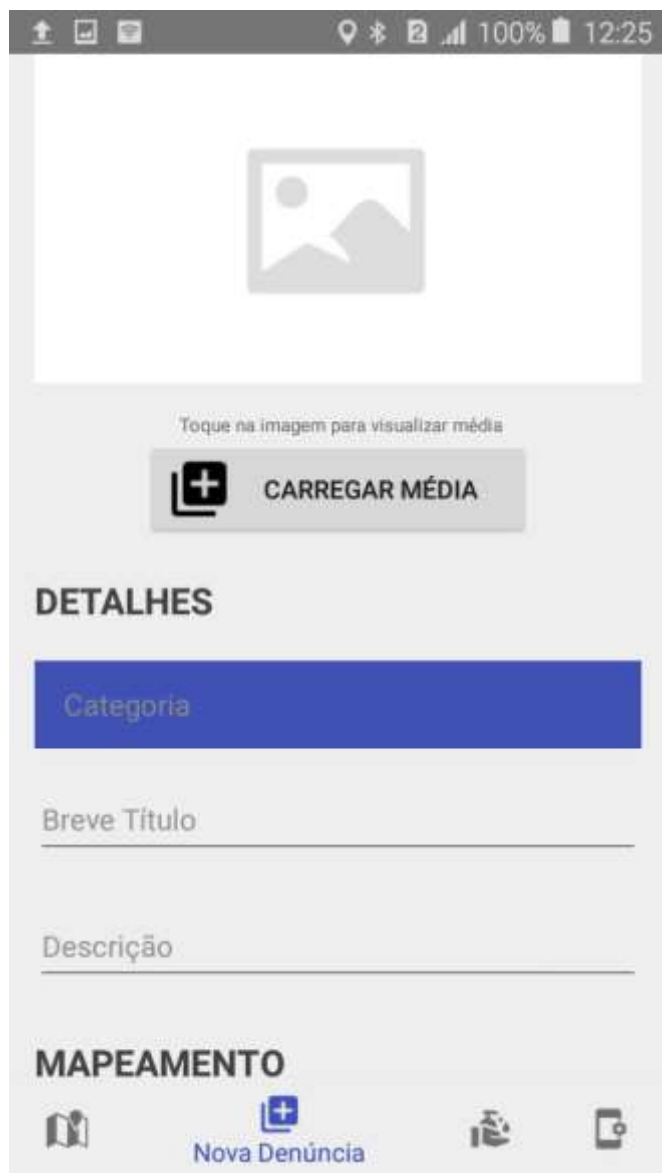 2 100% 12:25
Toque na imagem para visualizar média
CARREGAR MÉDIA
DETALHES
Categoria
Breve Título
Descrição
MAPEAMENTO
Nova Denúncia